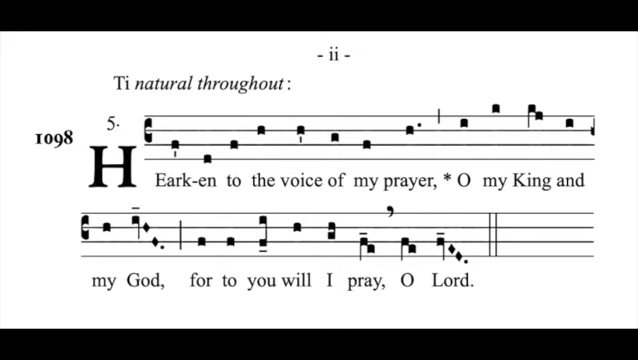 - ii -
Ti natural throughout:
5.
1098
HEark-en to the voice of my prayer, * O my King and
my God, for to you will I pray, O Lord.